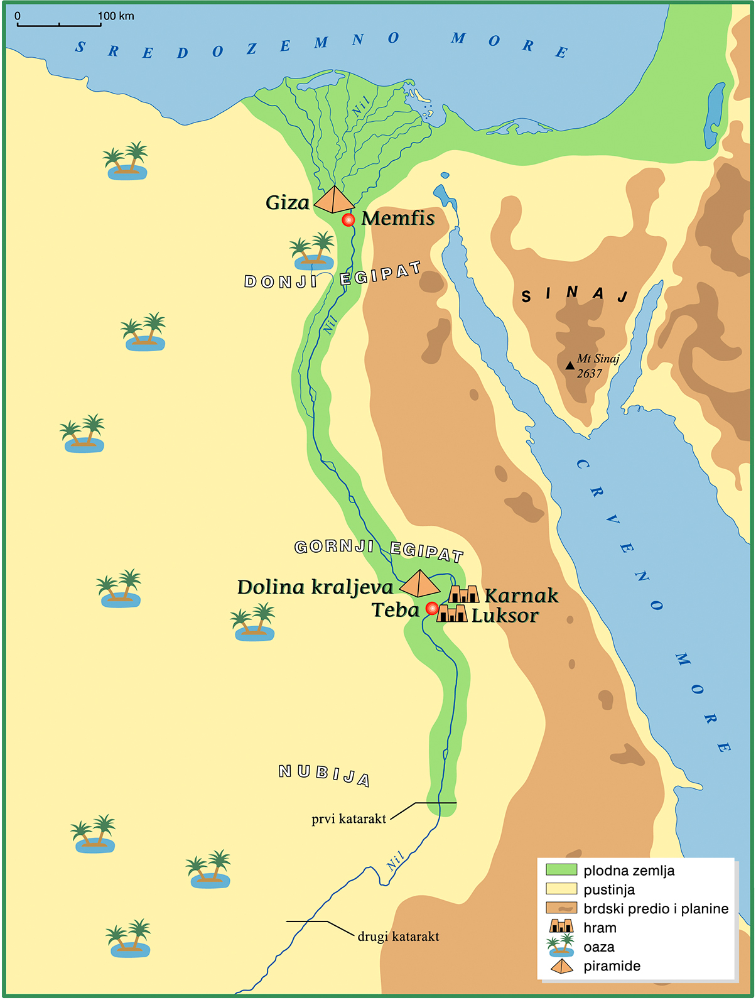 0 100 km
SREDOZEMNO MORE
Nil
Giza
Memfis
DONJI EGIPAT
SINAJ
Nil
Mt Sinaj
2637
CRVENO MORE
GORNJI EGIPAT
Dolina kraljeva
Karnak
Teba
Luksor
NUBIJA
prvi katarakt
Nil
drugi katarakt
plodna zemlja
pustinja
brdski predio i planine
hram
oaza
piramide